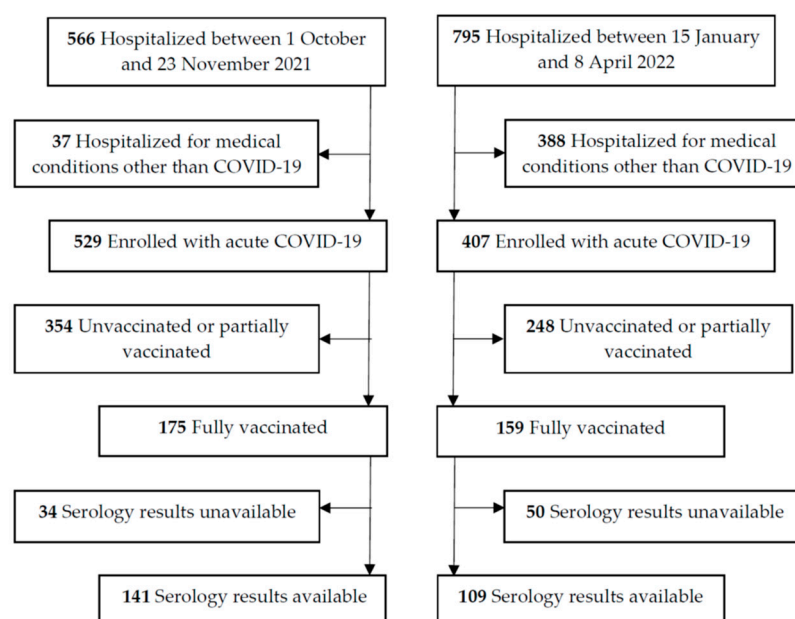 566 Hospitalized between 1 October
and 23 November 2021
795 Hospitalized between 15 January
and 8 April 2022
37 Hospitalized for medical
conditions other than COVID-19
388 Hospitalized for medical
conditions other than COVID-19
529 Enrolled with acute COVID-19
407 Enrolled with acute COVID-19
354 Unvaccinated or partially
vaccinated
248 Unvaccinated or partially
vaccinated
175 Fully vaccinated
159 Fully vaccinated
34 Serology results unavailable
50 Serology results unavailable
141 Serology results available
109 Serology results available